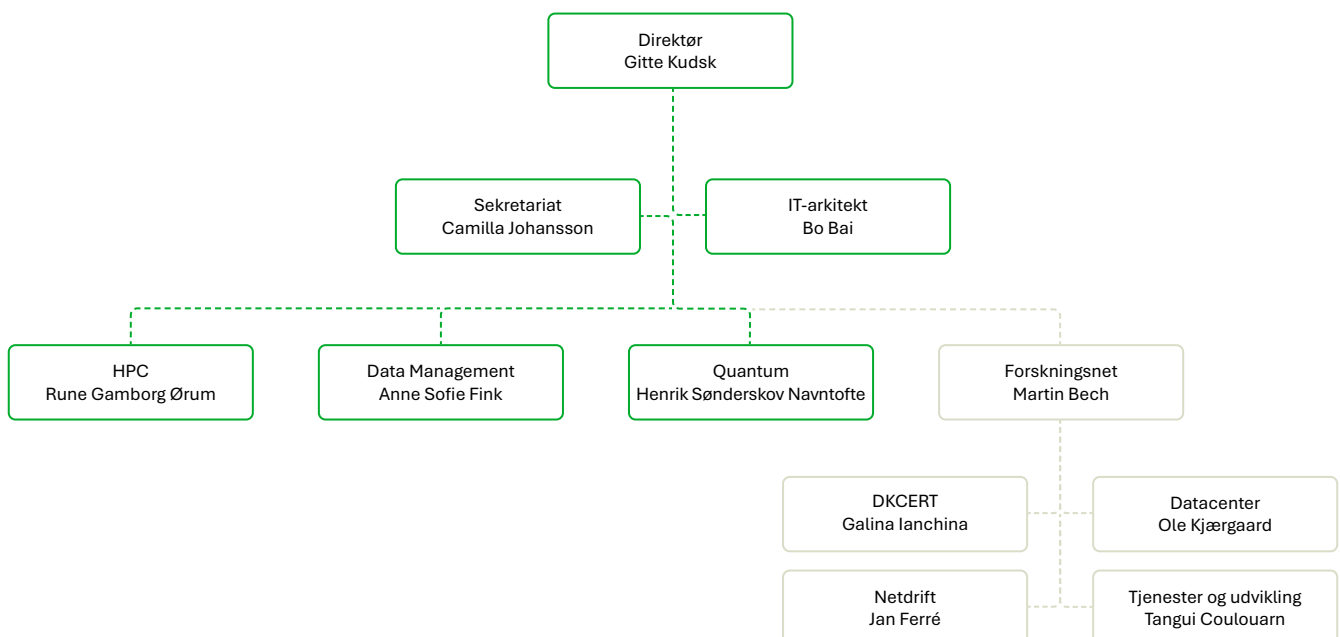 Direktør
Gitte Kudsk
Sekretariat
Camilla Johansson
IT-arkitekt
Bo Bai
HPC
Rune Gamborg Ørum
Data Management
Anne Sofie Fink
Quantum
Henrik Sønderskov Navntofte
Forskningsnet
Martin Bech
DKCERT
Galina Ianchina
Datacenter
Ole Kjærgaard
Netdrift
Jan Ferré
Tjenester og udvikling
Tangui Coulouarn